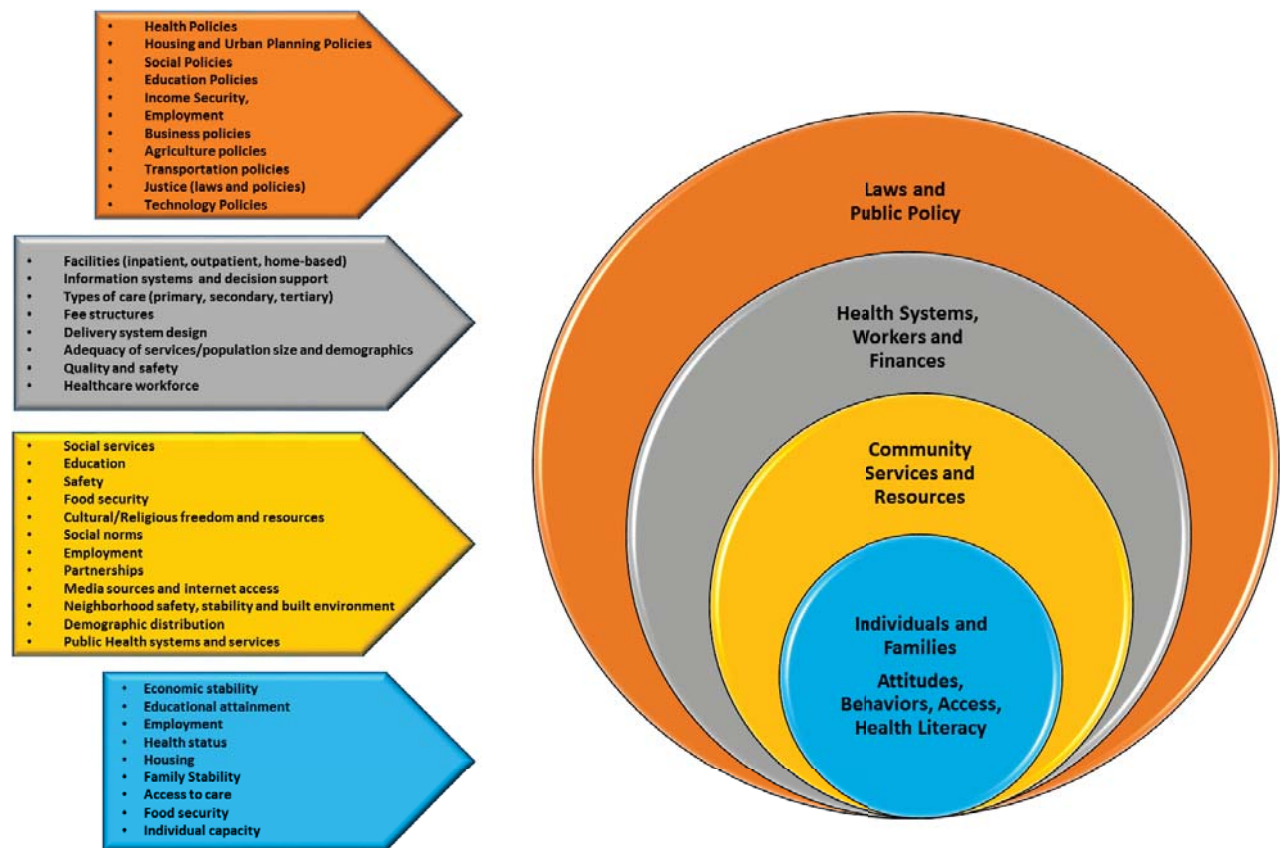 • Health Policies
• Housing and Urban Planning Policies
• Social Policies
• Education Policies
• Income Security,
• Employment
• Business policies
• Agriculture policies
• Transportation policies
• Justice (laws and policies)
• Technology Policies
• Facilities (inpatient, outpatient, home-based)
• Information systems and decision support
• Types of care (primary, secondary, tertiary)
• Fee structures
• Delivery system design
• Adequacy of services/population size and demographics
• Quality and safety
• Healthcare workforce
• Social services
• Education
• Safety
• Food security
• Cultural/Religious freedom and resources
• Social norms
• Employment
• Partnerships
• Media sources and internet access
• Neighborhood safety, stability and built environment
• Demographic distribution
• Public Health systems and services
• Economic stability
• Educational attainment
• Employment
• Health status
• Housing
• Family Stability
• Access to care
• Food security
• Individual capacity
Laws and
Public Policy
Health Systems,
Workers and
Finances
Community
Services and
Resources
Individuals and
Families
Attitudes,
Behaviors, Access,
Health Literacy